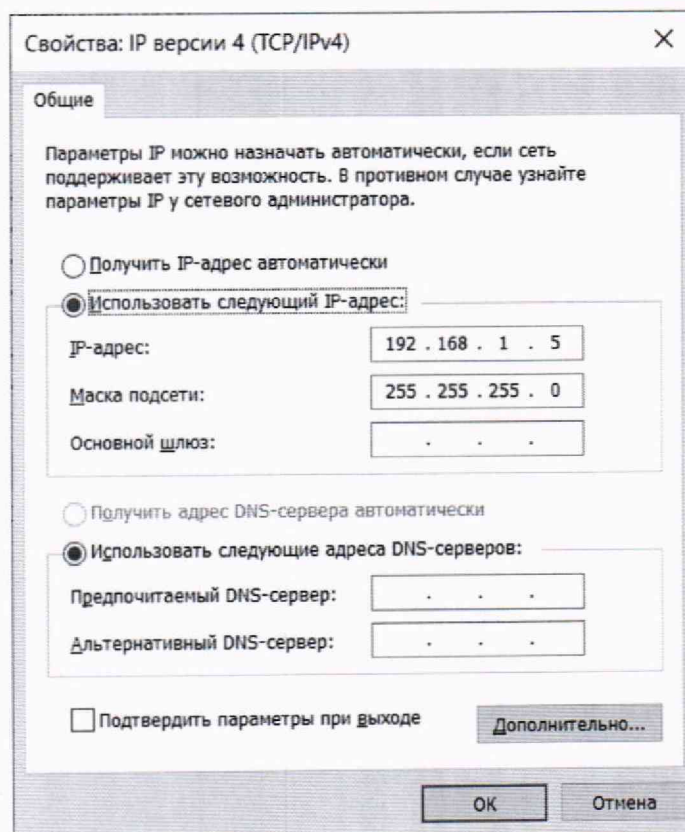 Свойства: IP версии 4 (TCP/IPv4)
Общие
Параметры IP можно назначать автоматически, если сеть
поддерживает эту возможность. В противном случае узнайте
параметры IP у сетевого администратора.
Получить IP-адрес автоматически
Использовать следующий IP-адрес:
IP-адрес: 192 . 168 . 1 . 5
Маска подсети: 255 . 255 . 255 . 0
Основной шлюз: . . .
Получить адрес DNS-сервера автоматически
Использовать следующие адреса DNS-серверов:
Предпочитаемый DNS-сервер: . . .
Альтернативный DNS-сервер: . . .
Подтвердить параметры при выходе
Дополнительно...
ОК Отмена